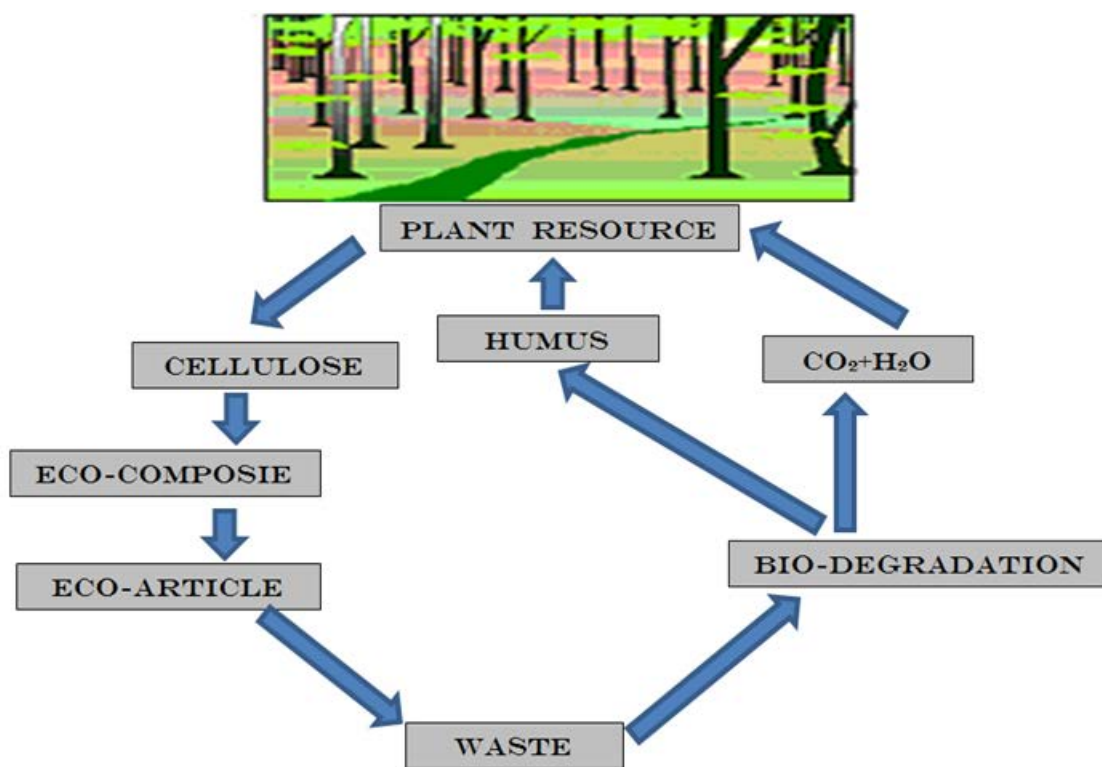 PLANT RESOURCE
HUMUS
CO₂+H₂O
CELLULOSE
ECO-COMPOSIE
BIO-DEGRADATION
ECO-ARTICLE
WASTE